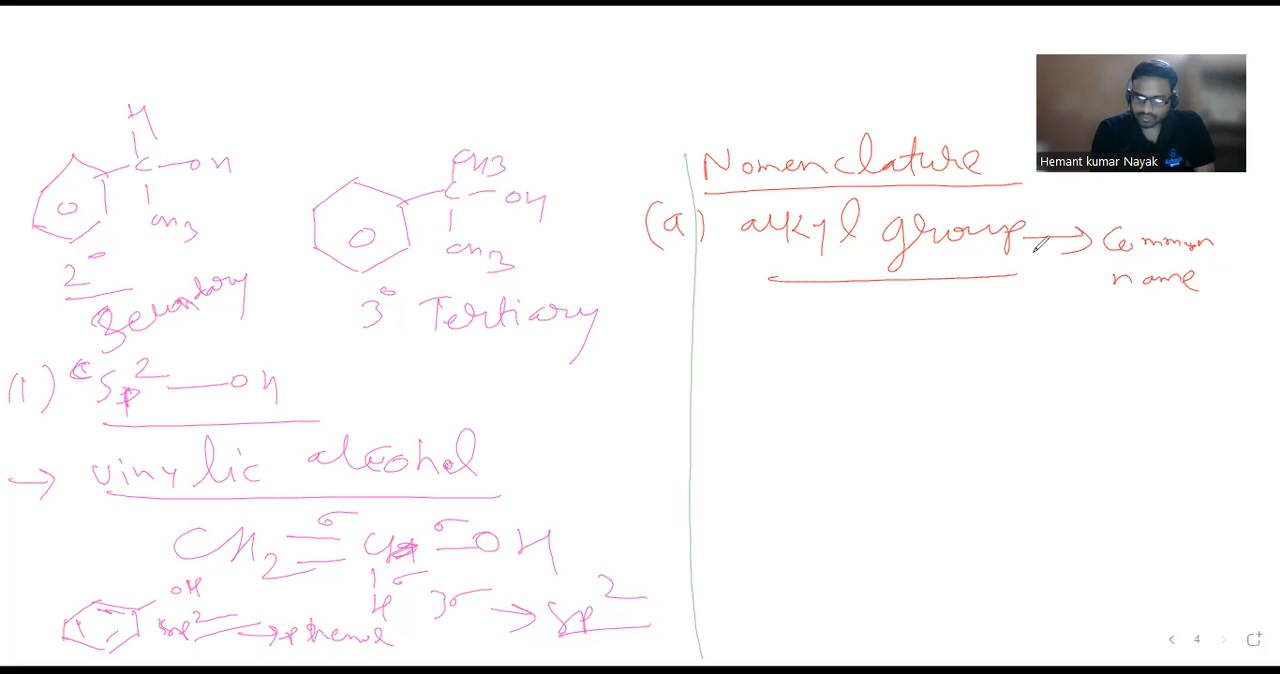 H
C-OH
CH3
2°
Secondary
CH3
C-OH
CH3
3° Tertiary
(1) C sp2-OH
→ vinylic alcohol
CH2=C-OH
σ σ
H σ 3σ → sp2
OH
sp2 → phenol
Nomenclature
(a) alkyl group → Common
name
Hemant kumar Nayak
4